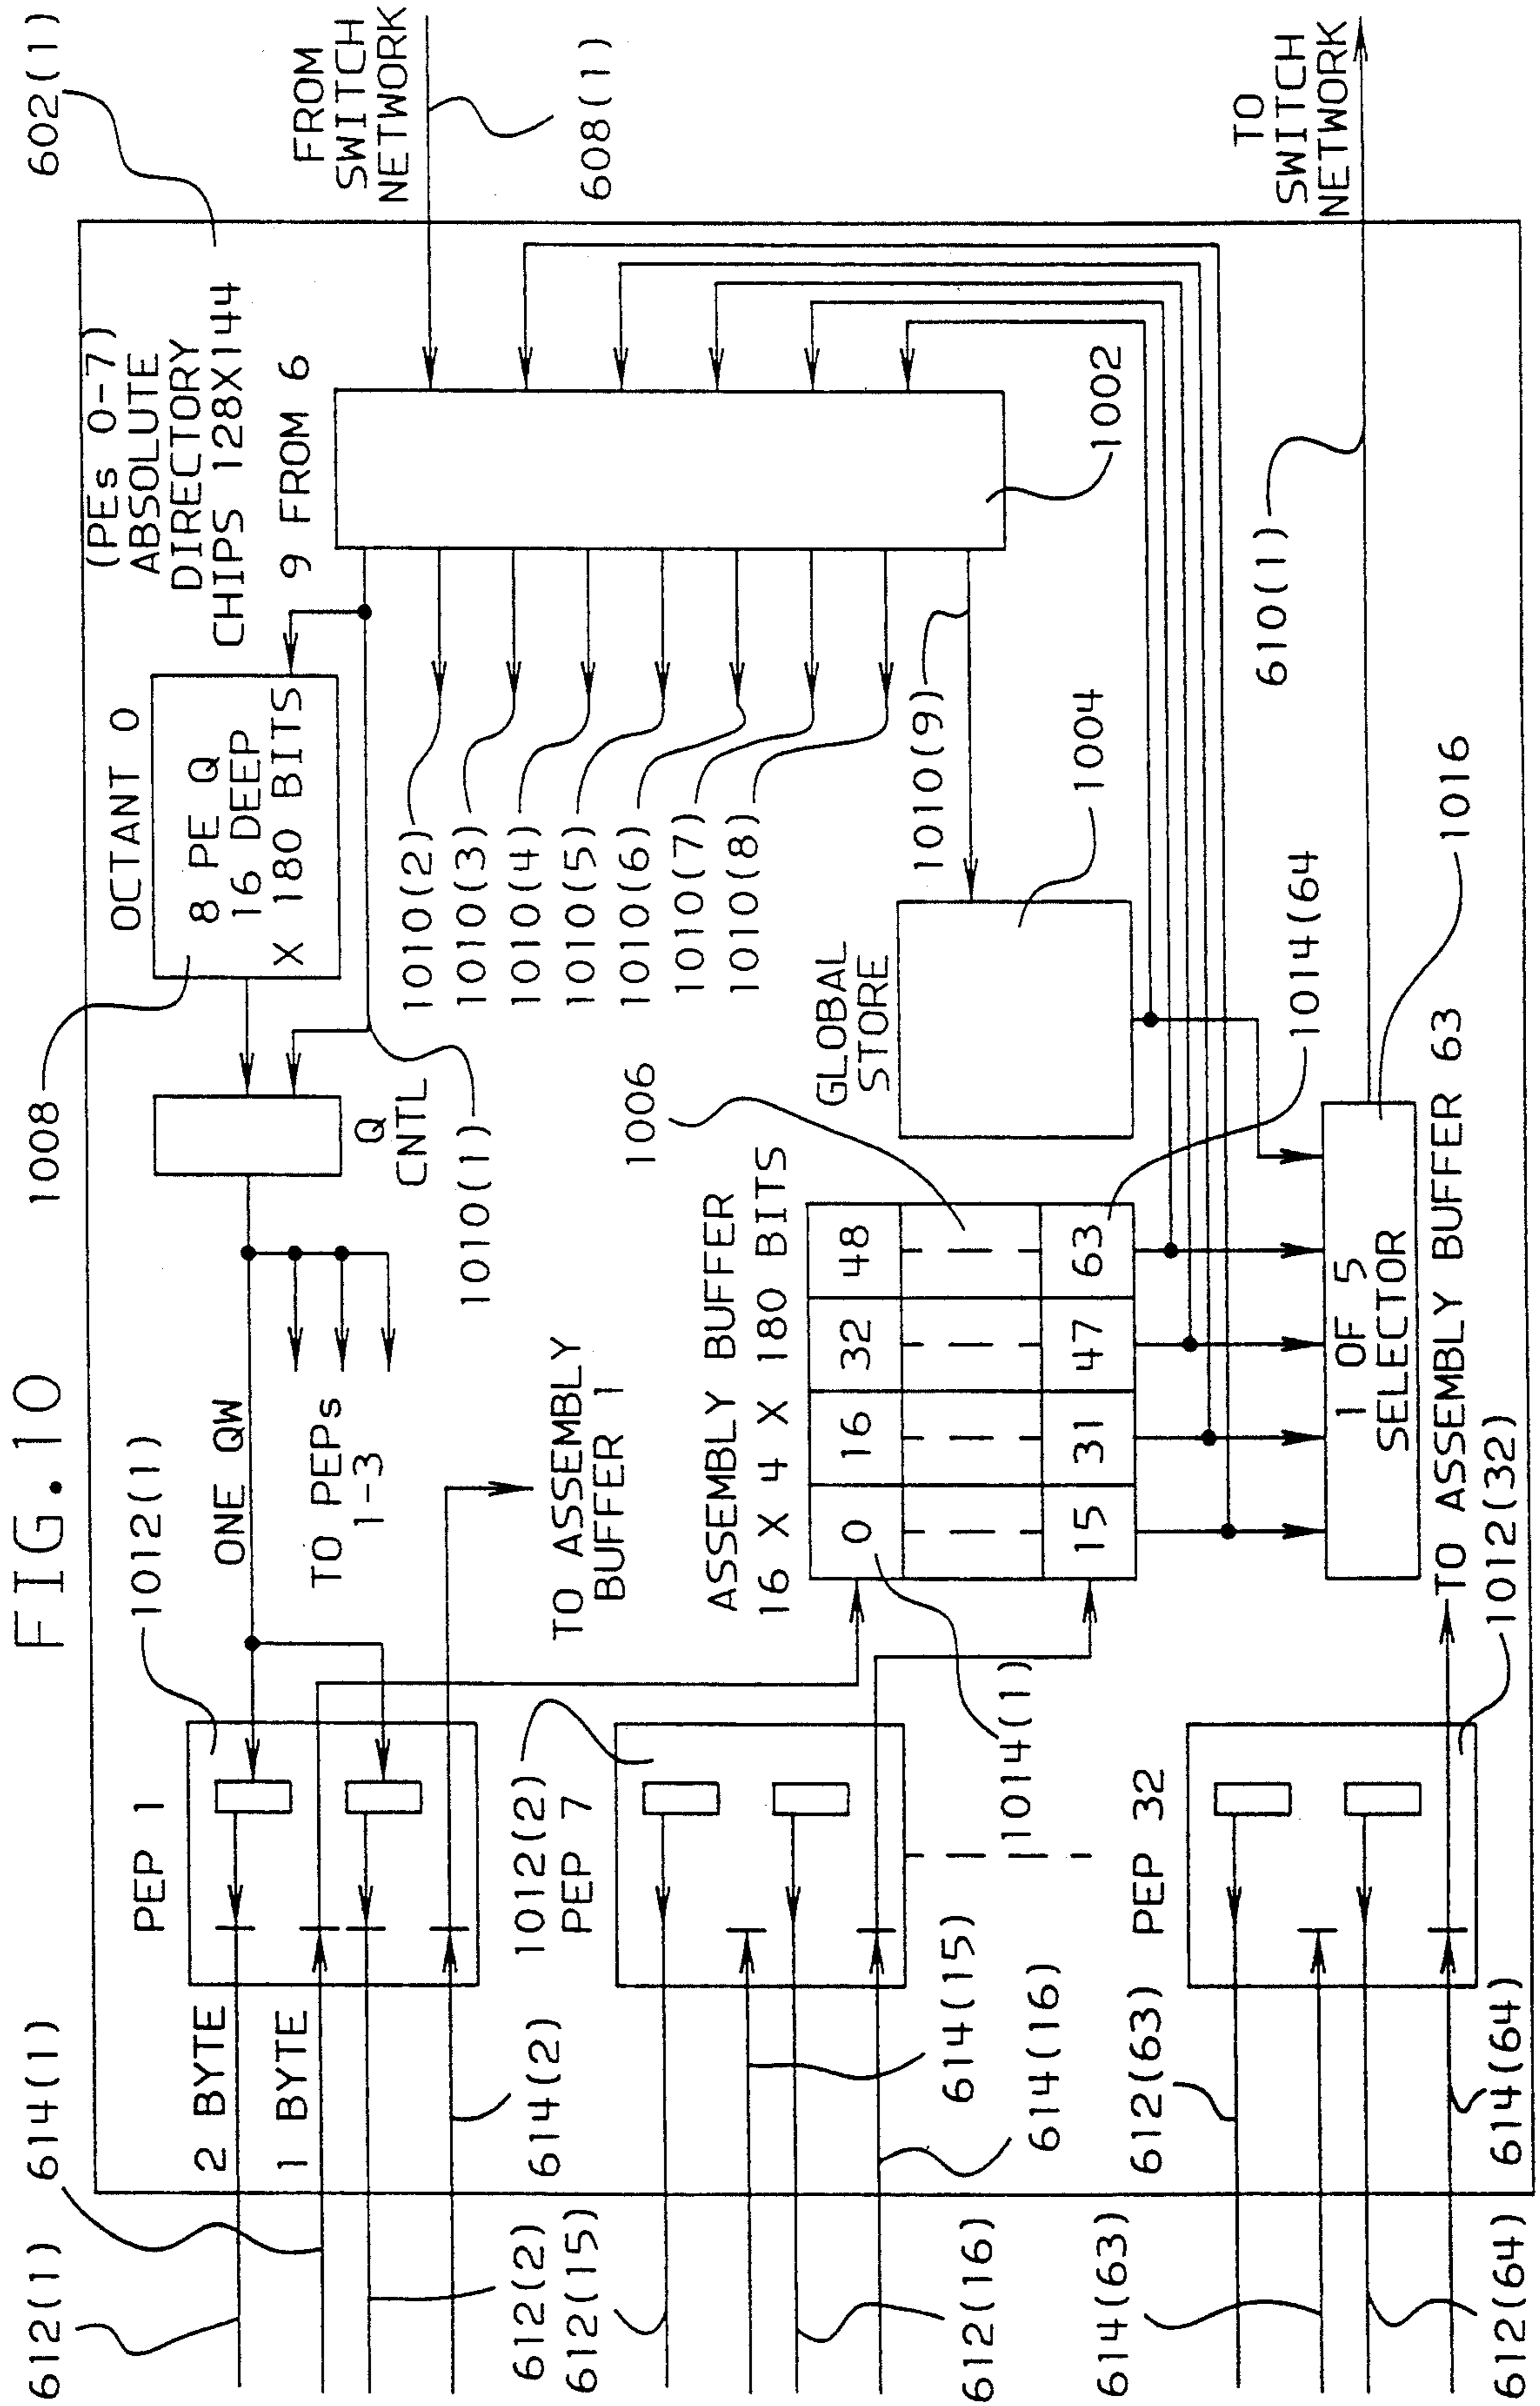 FIG.10
602(1)
FROM
SWITCH
NETWORK
608(1)
TO
SWITCH
NETWORK
(PEs 0-7)
ABSOLUTE
DIRECTORY
CHIPS 128X144
9 FROM 6
1002
610(1)
OCTANT 0
8 PE Q
16 DEEP
X 180 BITS
1008
Q
CNTL
1010(1)
1010(2)
1010(3)
1010(4)
1010(5)
1010(6)
1010(7)
1010(8)
1010(9)
1004
GLOBAL
STORE
1006
1014(64
1016
ONE QW
TO PEPs
1-3
1012(1)
TO ASSEMBLY
BUFFER 1
ASSEMBLY BUFFER
16 X 4 X 180 BITS
0
16
32
48
15
31
47
63
1 OF 5
SELECTOR
TO ASSEMBLY BUFFER 63
1012(32)
PEP 1
1012(2)
PEP 7
1014(1)
PEP 32
2 BYTE
1 BYTE
614(1)
614(2)
614(15)
614(16)
612(63)
614(64)
612(1)
612(2)
612(15)
612(16)
614(63)
612(64)